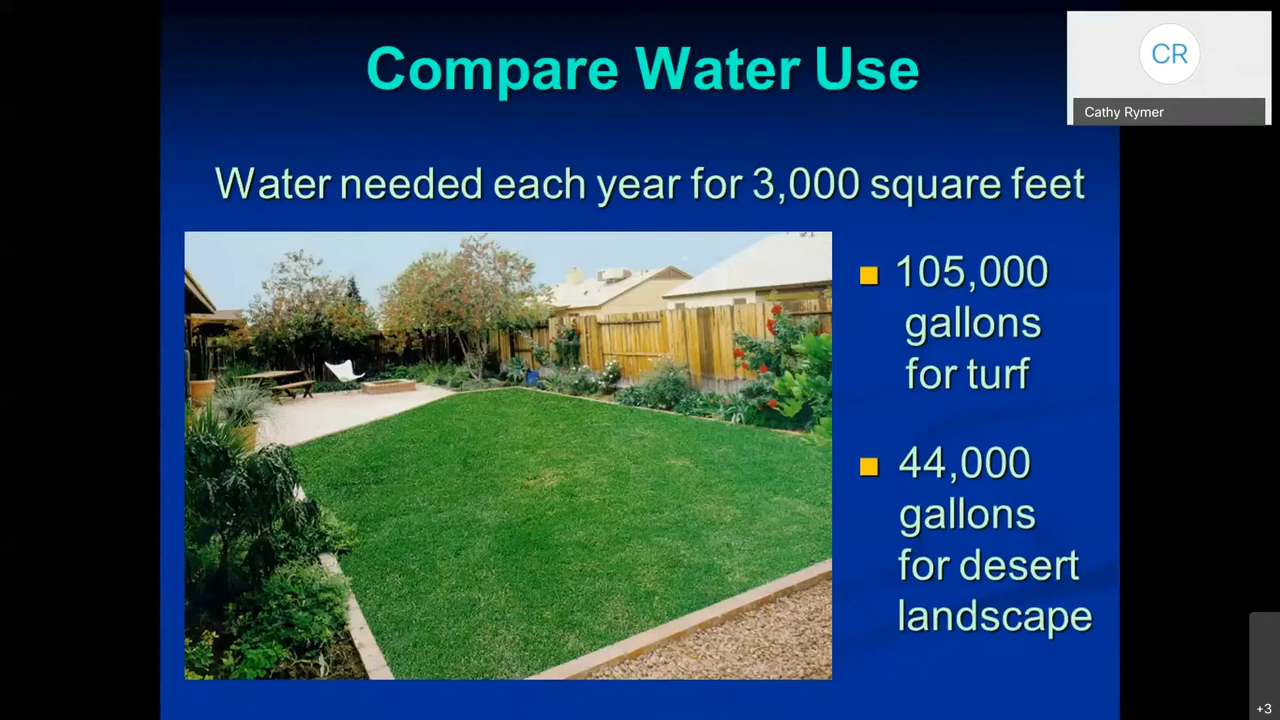 Compare Water Use
CR
Cathy Rymer
Water needed each year for 3,000 square feet
105,000
gallons
for turf
44,000
gallons
for desert
landscape
+3